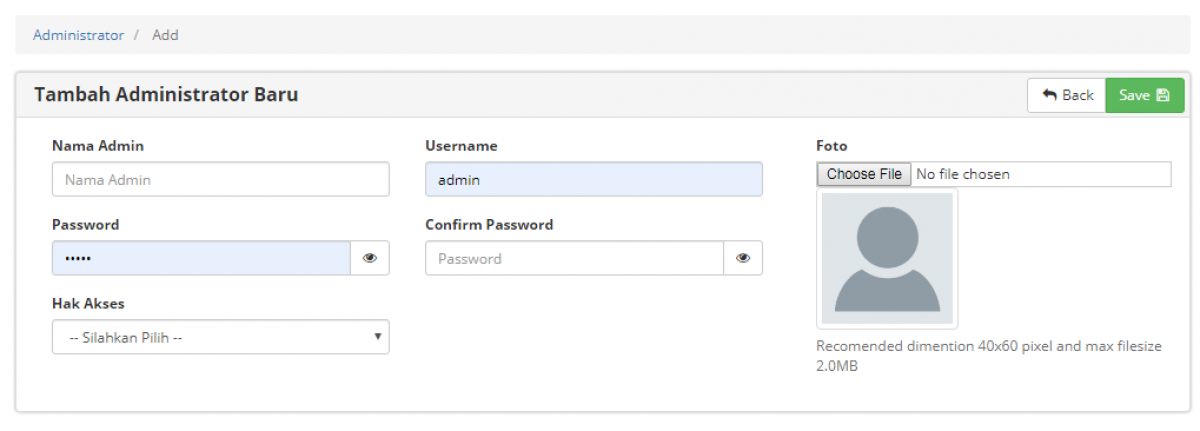 Administrator / Add
Tambah Administrator Baru
Back
Save
Nama Admin
Username
Foto
Nama Admin
admin
Choose File No file chosen
Password
Confirm Password
•••••
Password
Hak Akses
-- Silahkan Pilih --
Recomended dimention 40x60 pixel and max filesize
2.0MB